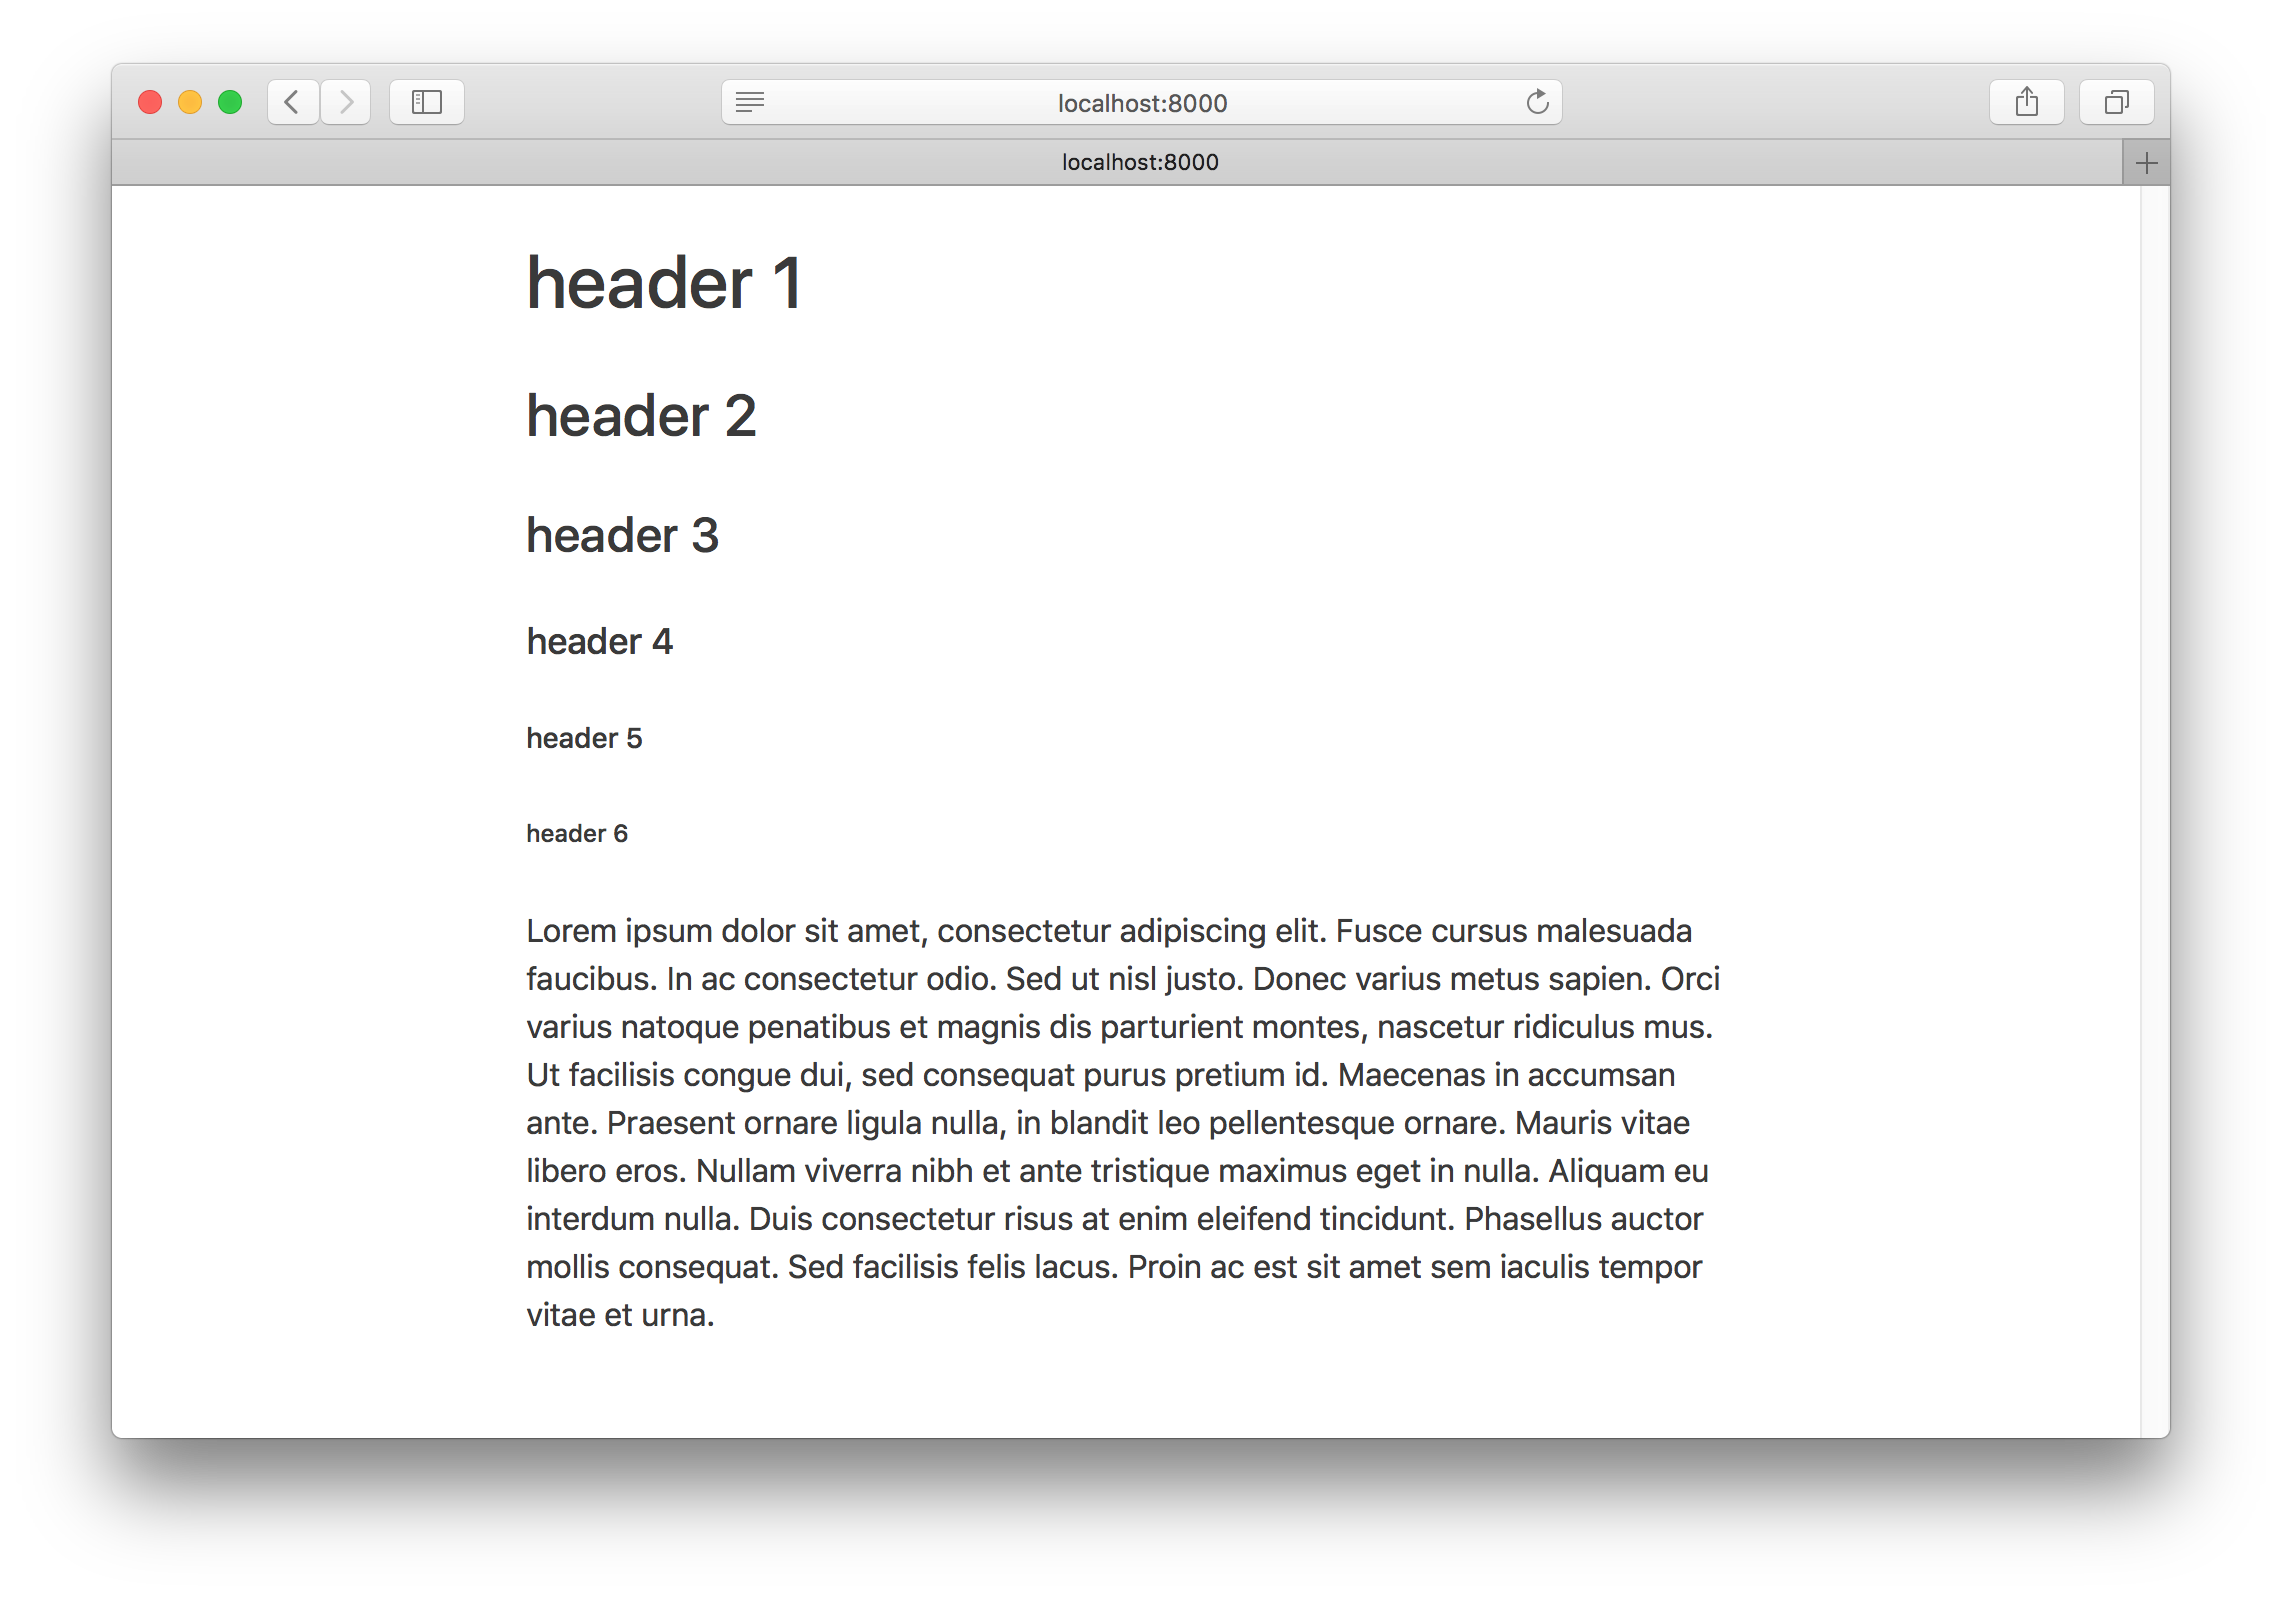 localhost:8000
localhost:8000
header 1
header 2
header 3
header 4
header 5
header 6
Lorem ipsum dolor sit amet, consectetur adipiscing elit. Fusce cursus malesuada
faucibus. In ac consectetur odio. Sed ut nisl justo. Donec varius metus sapien. Orci
varius natoque penatibus et magnis dis parturient montes, nascetur ridiculus mus.
Ut facilisis congue dui, sed consequat purus pretium id. Maecenas in accumsan
ante. Praesent ornare ligula nulla, in blandit leo pellentesque ornare. Mauris vitae
libero eros. Nullam viverra nibh et ante tristique maximus eget in nulla. Aliquam eu
interdum nulla. Duis consectetur risus at enim eleifend tincidunt. Phasellus auctor
mollis consequat. Sed facilisis felis lacus. Proin ac est sit amet sem iaculis tempor
vitae et urna.